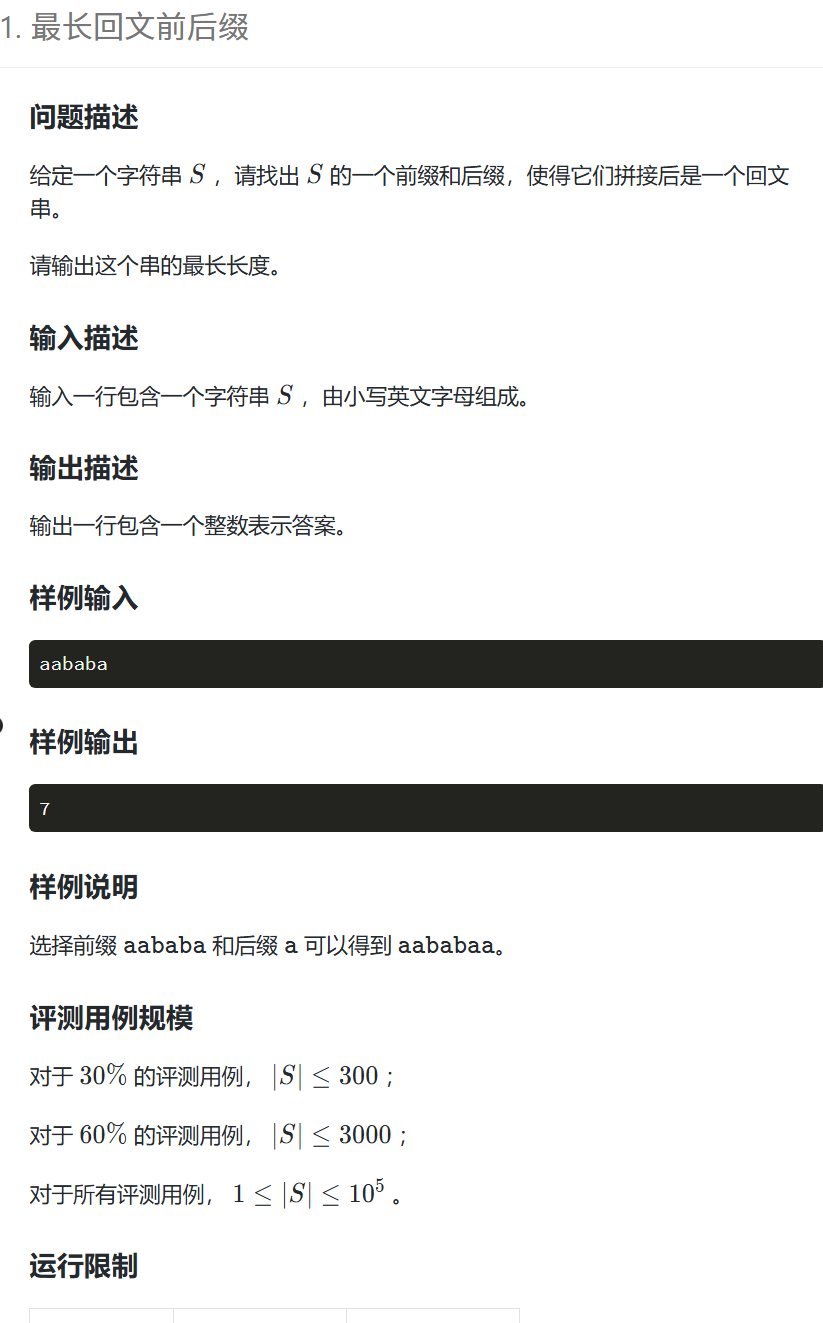 1. 最长回文前后缀
问题描述
给定一个字符串 S ，请找出 S 的一个前缀和后缀，使得它们拼接后是一个回文
串。
请输出这个串的最长长度。
输入描述
输入一行包含一个字符串 S ，由小写英文字母组成。
输出描述
输出一行包含一个整数表示答案。
样例输入
aababa
样例输出
7
样例说明
选择前缀 aababa 和后缀 a 可以得到 aababaa。
评测用例规模
对于 30% 的评测用例， |S| ≤ 300 ；
对于 60% 的评测用例， |S| ≤ 3000 ；
对于所有评测用例， 1 ≤ |S| ≤ 10⁵ 。
运行限制